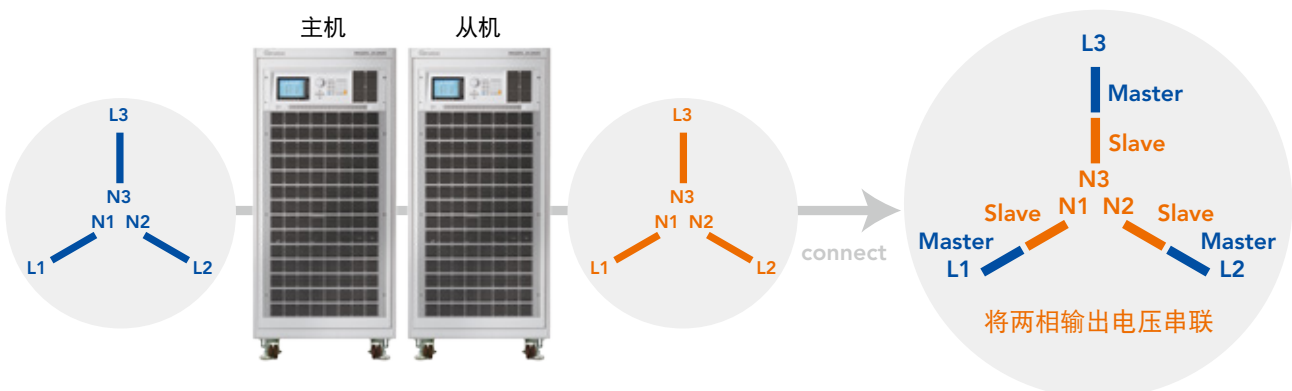 主机
从机
L3
N3
N1 N2
L1
L2
L3
N3
N1 N2
L1
L2
connect
L3
Master
Slave
N3
Slave
N1 N2
Slave
Master
Master
L1
L2
将两相输出电压串联